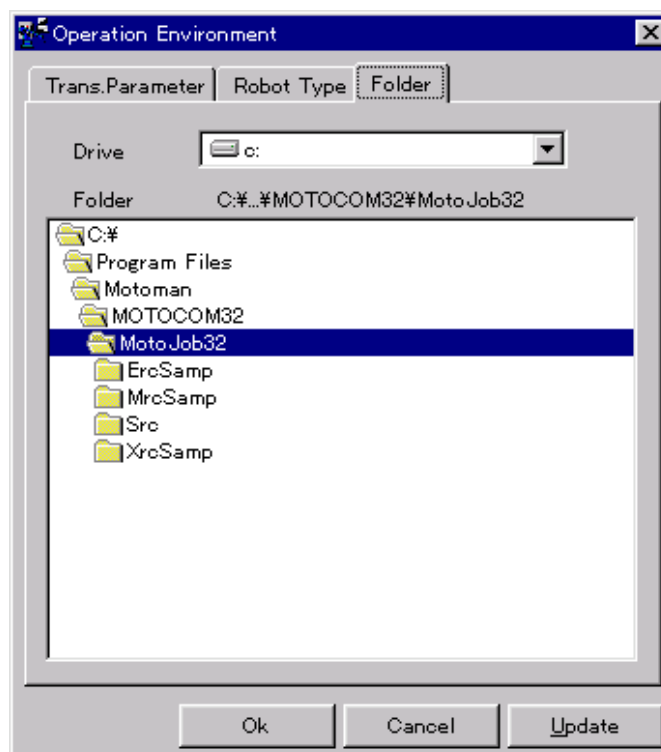 Operation Environment
Trans.Parameter Robot Type Folder
Drive c:
Folder C:¥...¥MOTOCOM32¥MotoJob32
C:¥
Program Files
Motoman
MOTOCOM32
MotoJob32
ErcSamp
MrcSamp
Src
XrcSamp
Ok Cancel Update